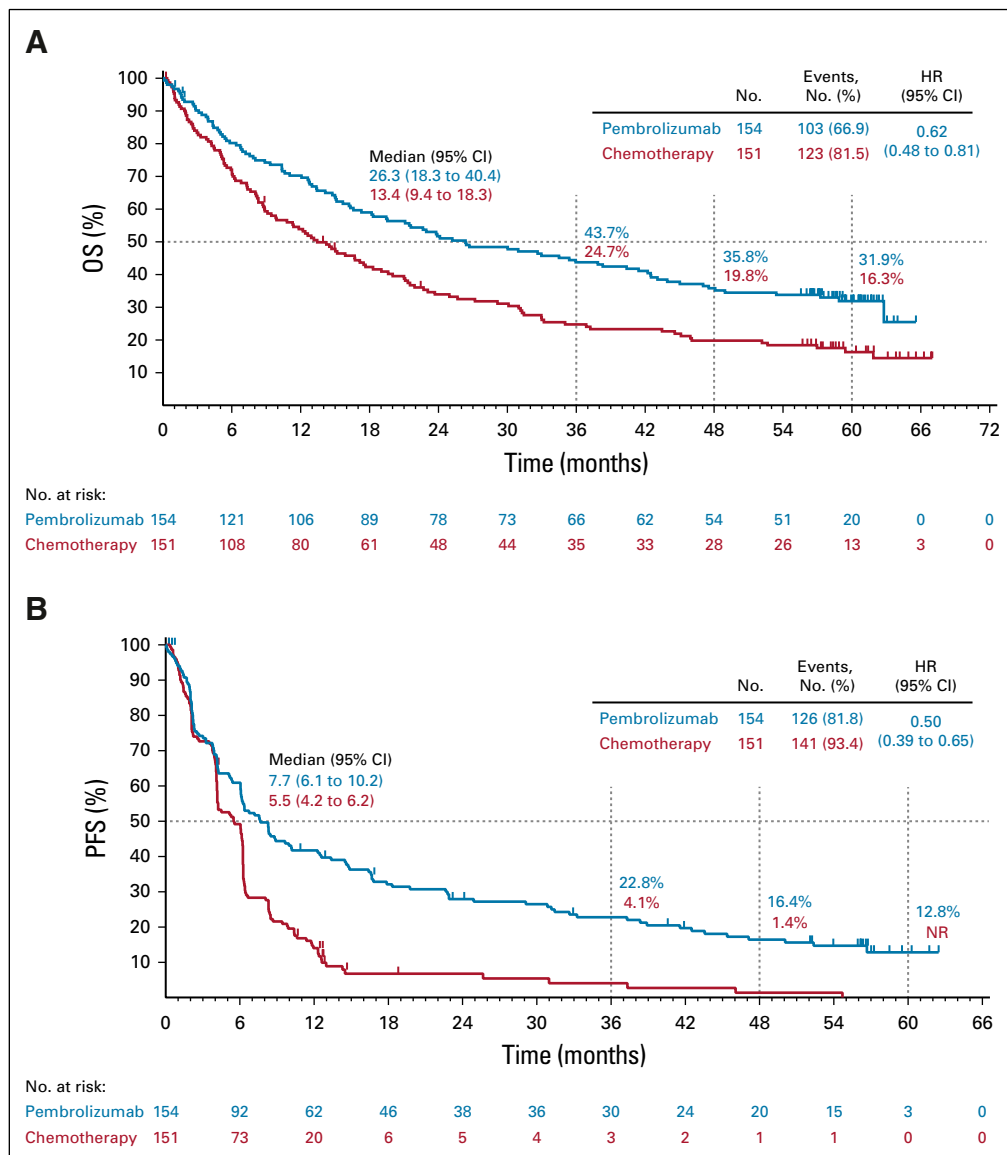 A
OS (%)
100
90
80
70
60
50
40
30
20
10
Events, HR
No. No. (%) (95% CI)
Pembrolizumab 154 103 (66.9) 0.62
Chemotherapy 151 123 (81.5) (0.48 to 0.81)
Median (95% CI)
26.3 (18.3 to 40.4)
13.4 (9.4 to 18.3)
43.7%
24.7%
35.8%
19.8%
31.9%
16.3%
0 6 12 18 24 30 36 42 48 54 60 66 72
Time (months)
No. at risk:
Pembrolizumab 154 121 106 89 78 73 66 62 54 51 20 0 0
Chemotherapy 151 108 80 61 48 44 35 33 28 26 13 3 0
B
PFS (%)
100
90
80
70
60
50
40
30
20
10
Events, HR
No. No. (%) (95% CI)
Pembrolizumab 154 126 (81.8) 0.50
Chemotherapy 151 141 (93.4) (0.39 to 0.65)
Median (95% CI)
7.7 (6.1 to 10.2)
5.5 (4.2 to 6.2)
22.8%
4.1%
16.4%
1.4%
12.8%
NR
0 6 12 18 24 30 36 42 48 54 60 66
Time (months)
No. at risk:
Pembrolizumab 154 92 62 46 38 36 30 24 20 15 3 0
Chemotherapy 151 73 20 6 5 4 3 2 1 1 0 0